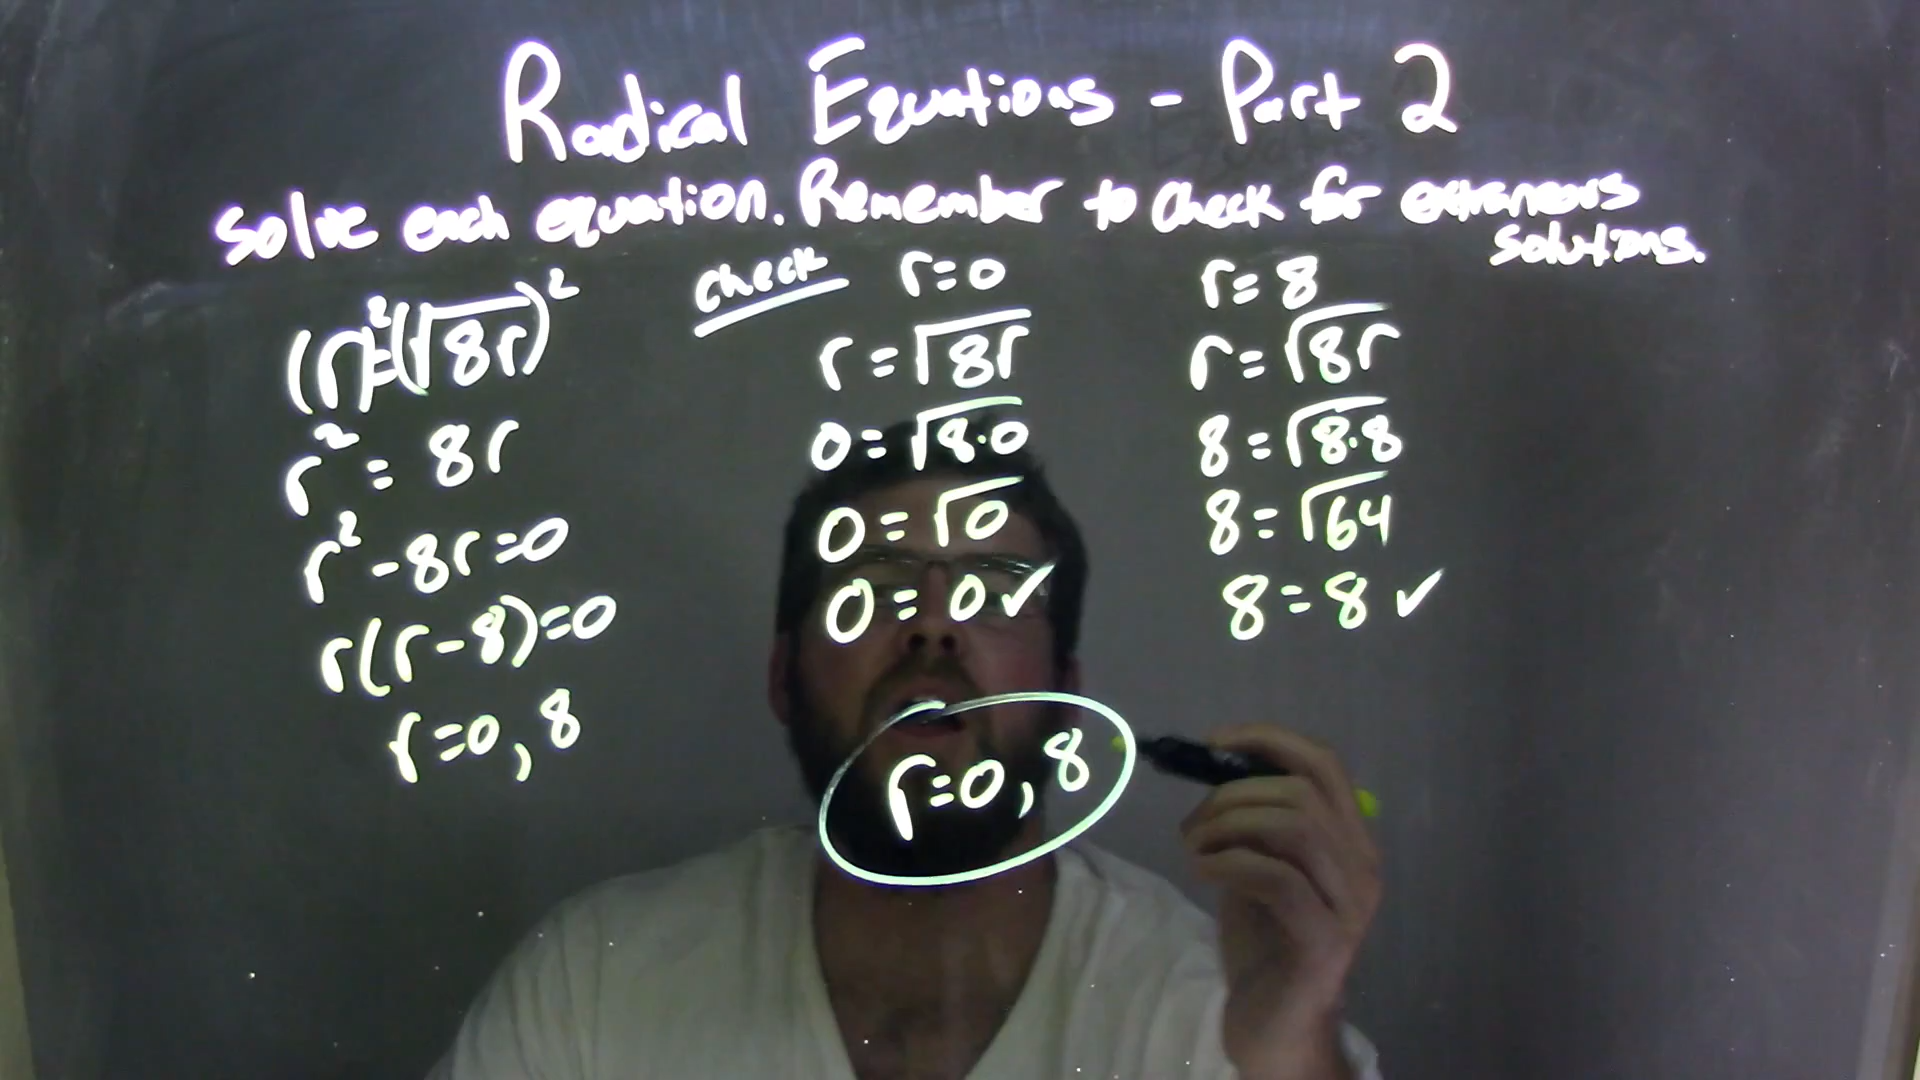 Radical Equations - Part 2
Solve each equation. Remember to check for extraneous
solutions.
(r)²=(√8r)²
r² = 8r
r² - 8r=0
r(r-8)=0
r=0, 8
check
r=0
r=√8r
0=√8·0
0=√0
0=0✓
r=8
r=√8r
8=√8·8
8=√64
8=8✓
r=0, 8